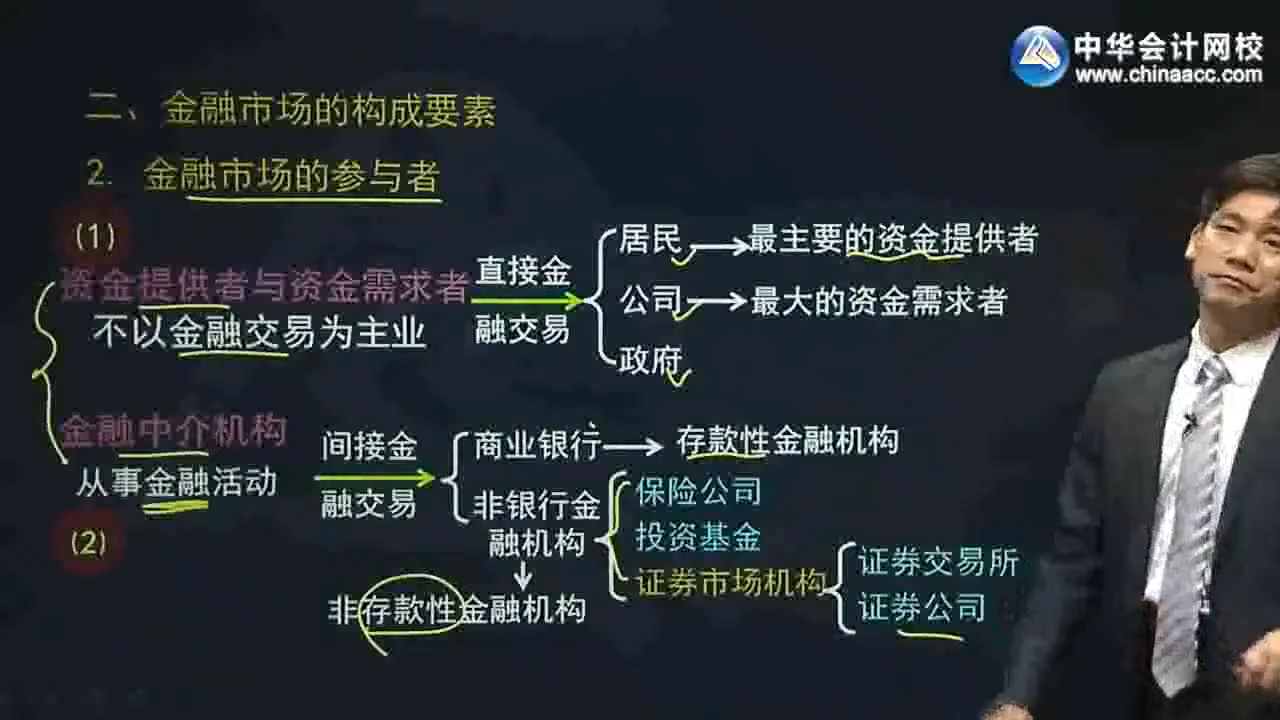 中华会计网校
www.chinaacc.com
二、金融市场的构成要素
2. 金融市场的参与者
(1)
资金提供者与资金需求者
不以金融交易为主业
直接金
融交易
居民
最主要的资金提供者
公司
最大的资金需求者
政府
金融中介机构
从事金融活动
(2)
间接金
融交易
商业银行
存款性金融机构
非银行金
融机构
保险公司
投资基金
证券市场机构
证券交易所
证券公司
非存款性金融机构